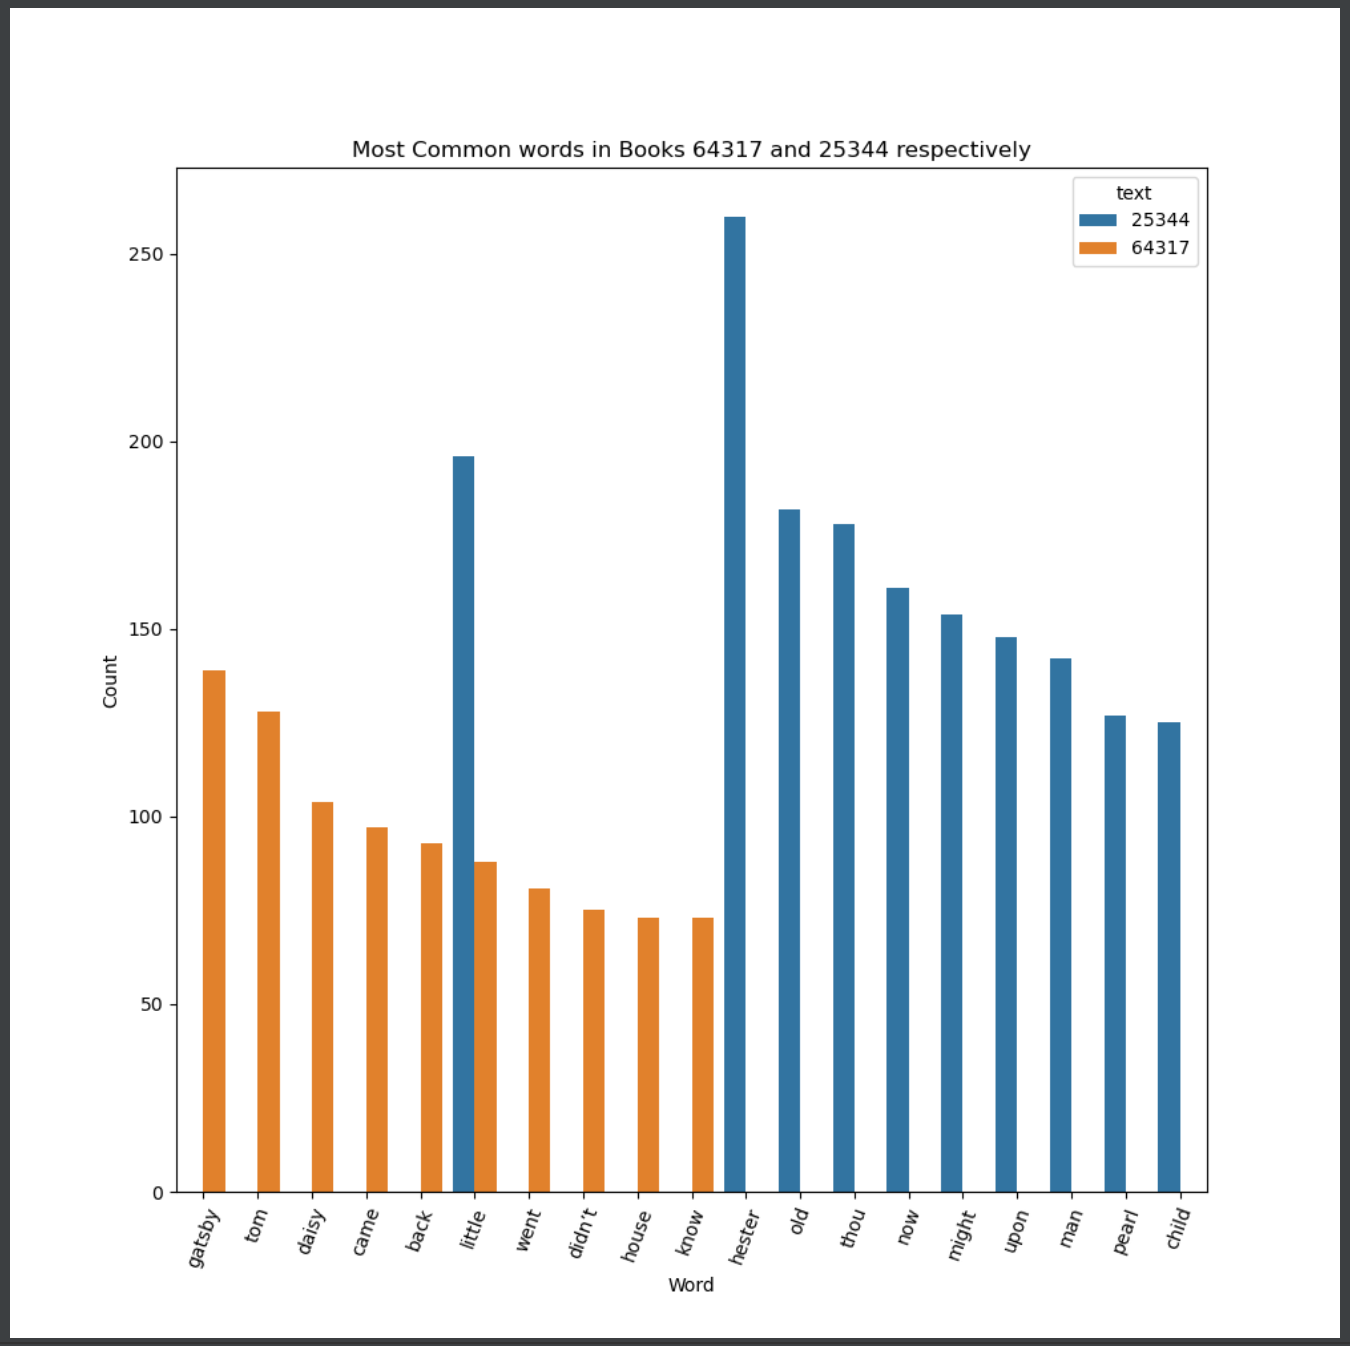 Most Common words in Books 64317 and 25344 respectively
text
25344
64317
250
200
150
100
50
0
Count
gatsby
tom
daisy
came
back
little
went
didn't
house
know
hester
old
thou
now
might
upon
man
pearl
child
Word